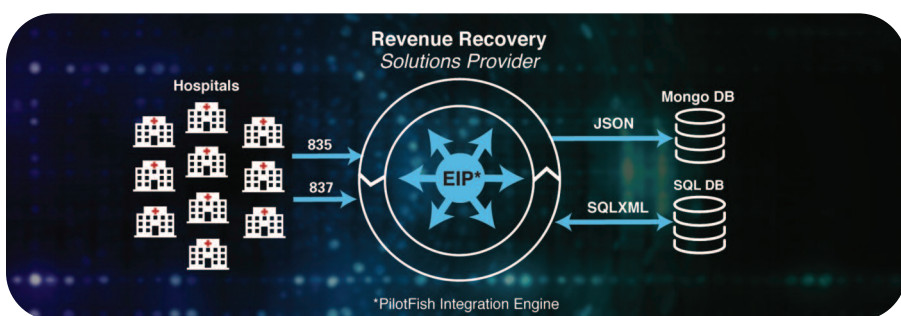 Revenue Recovery
Solutions Provider
Hospitals
835
837
EIP*
JSON
Mongo DB
SQLXML
SQL DB
*PilotFish Integration Engine